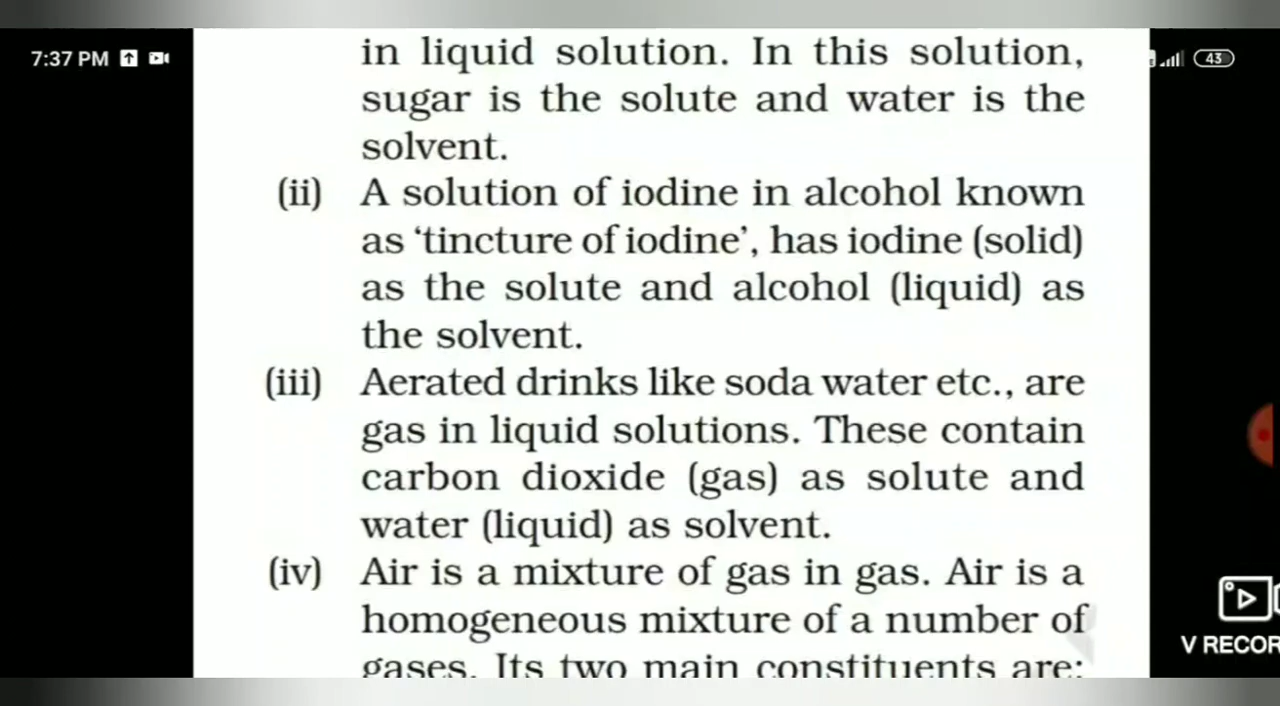 7:37 PM
43
in liquid solution. In this solution,
sugar is the solute and water is the
solvent.
(ii) A solution of iodine in alcohol known
as ‘tincture of iodine’, has iodine (solid)
as the solute and alcohol (liquid) as
the solvent.
(iii) Aerated drinks like soda water etc., are
gas in liquid solutions. These contain
carbon dioxide (gas) as solute and
water (liquid) as solvent.
(iv) Air is a mixture of gas in gas. Air is a
homogeneous mixture of a number of
gases. Its two main constituents are:
V RECOR